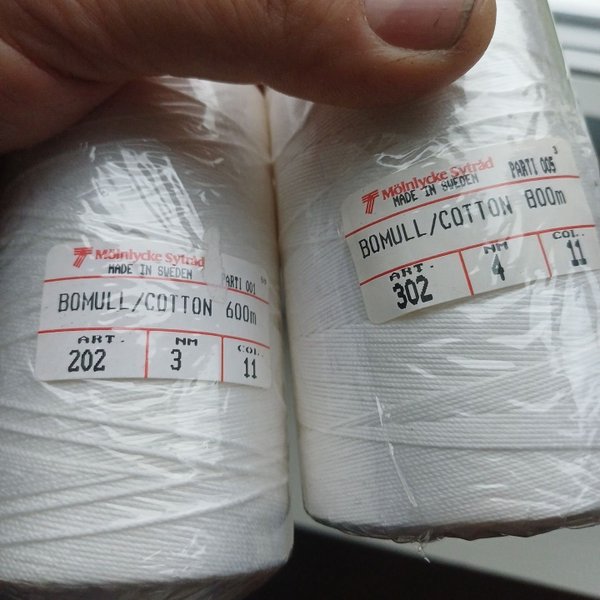 Mölnlycke Sytråd
MADE IN SWEDEN
PARTI 001
BOMULL/COTTON 600m
ART. NM COL.
202 3 11
Mölnlycke Sytråd
MADE IN SWEDEN
PARTI 005 3
BOMULL/COTTON 800m
ART. NM COL.
302 4 11